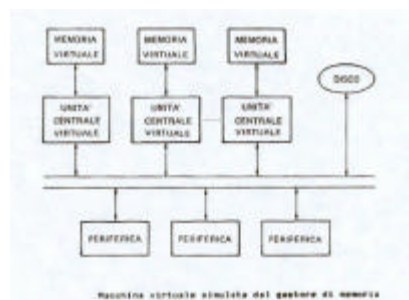 MEMORIA MEMORIA MEMORIA
VIRTUALE VIRTUALE VIRTUALE
DISCO
UNITA' UNITA' UNITA'
CENTRALE CENTRALE CENTRALE
VIRTUALE VIRTUALE VIRTUALE
PERIFERICA PERIFERICA PERIFERICA
Macchina virtuale simulata dal gestore di memoria